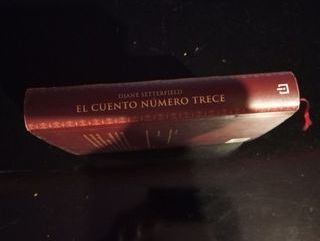 DIANE SETTERFIELD
EL CUENTO NÚMERO TRECE